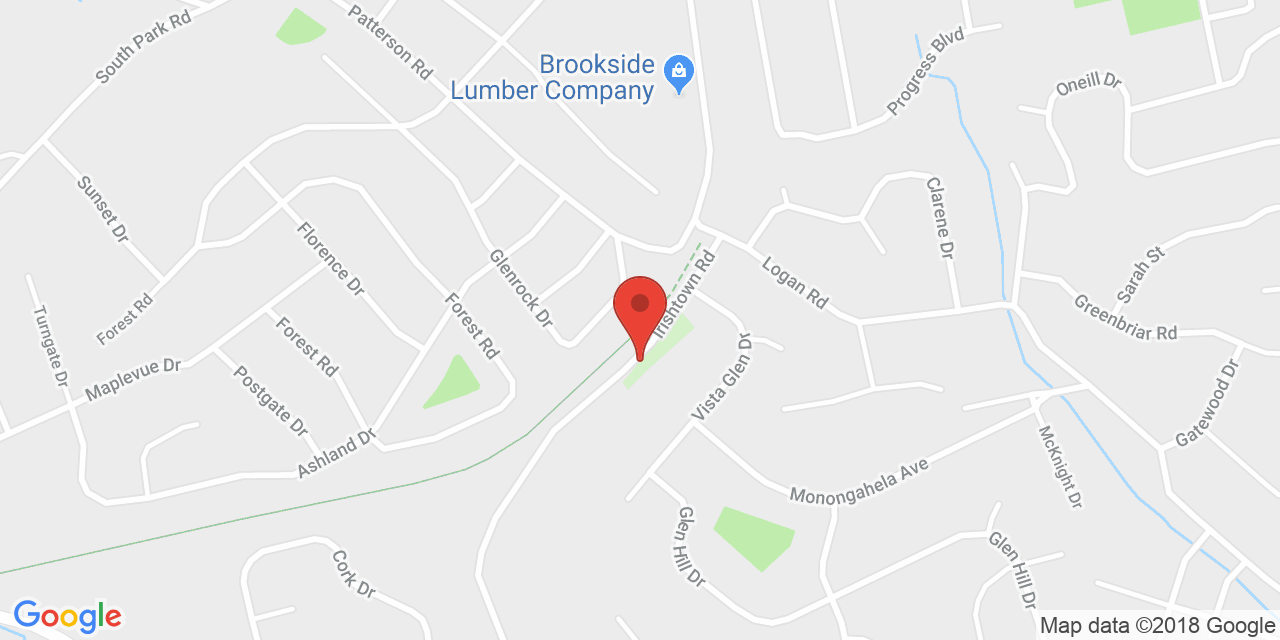 South Park Rd
Patterson Rd
Brookside
Lumber Company
Progress Blvd
Oneill Dr
Sunset Dr
Clarene Dr
Florence Dr
Glenrock Dr
Irishtown Rd
Logan Rd
Sarah St
Forest Rd
Turngate Dr
Forest Rd
Forest Rd
Greenbriar Rd
Maplevue Dr
Postgate Dr
Vista Glen Dr
Gatewood Dr
Ashland Dr
Monongahela Ave
McKnight Dr
Glen Hill Dr
Cork Dr
Glen Hill Dr
Google
Map data ©2018 Google